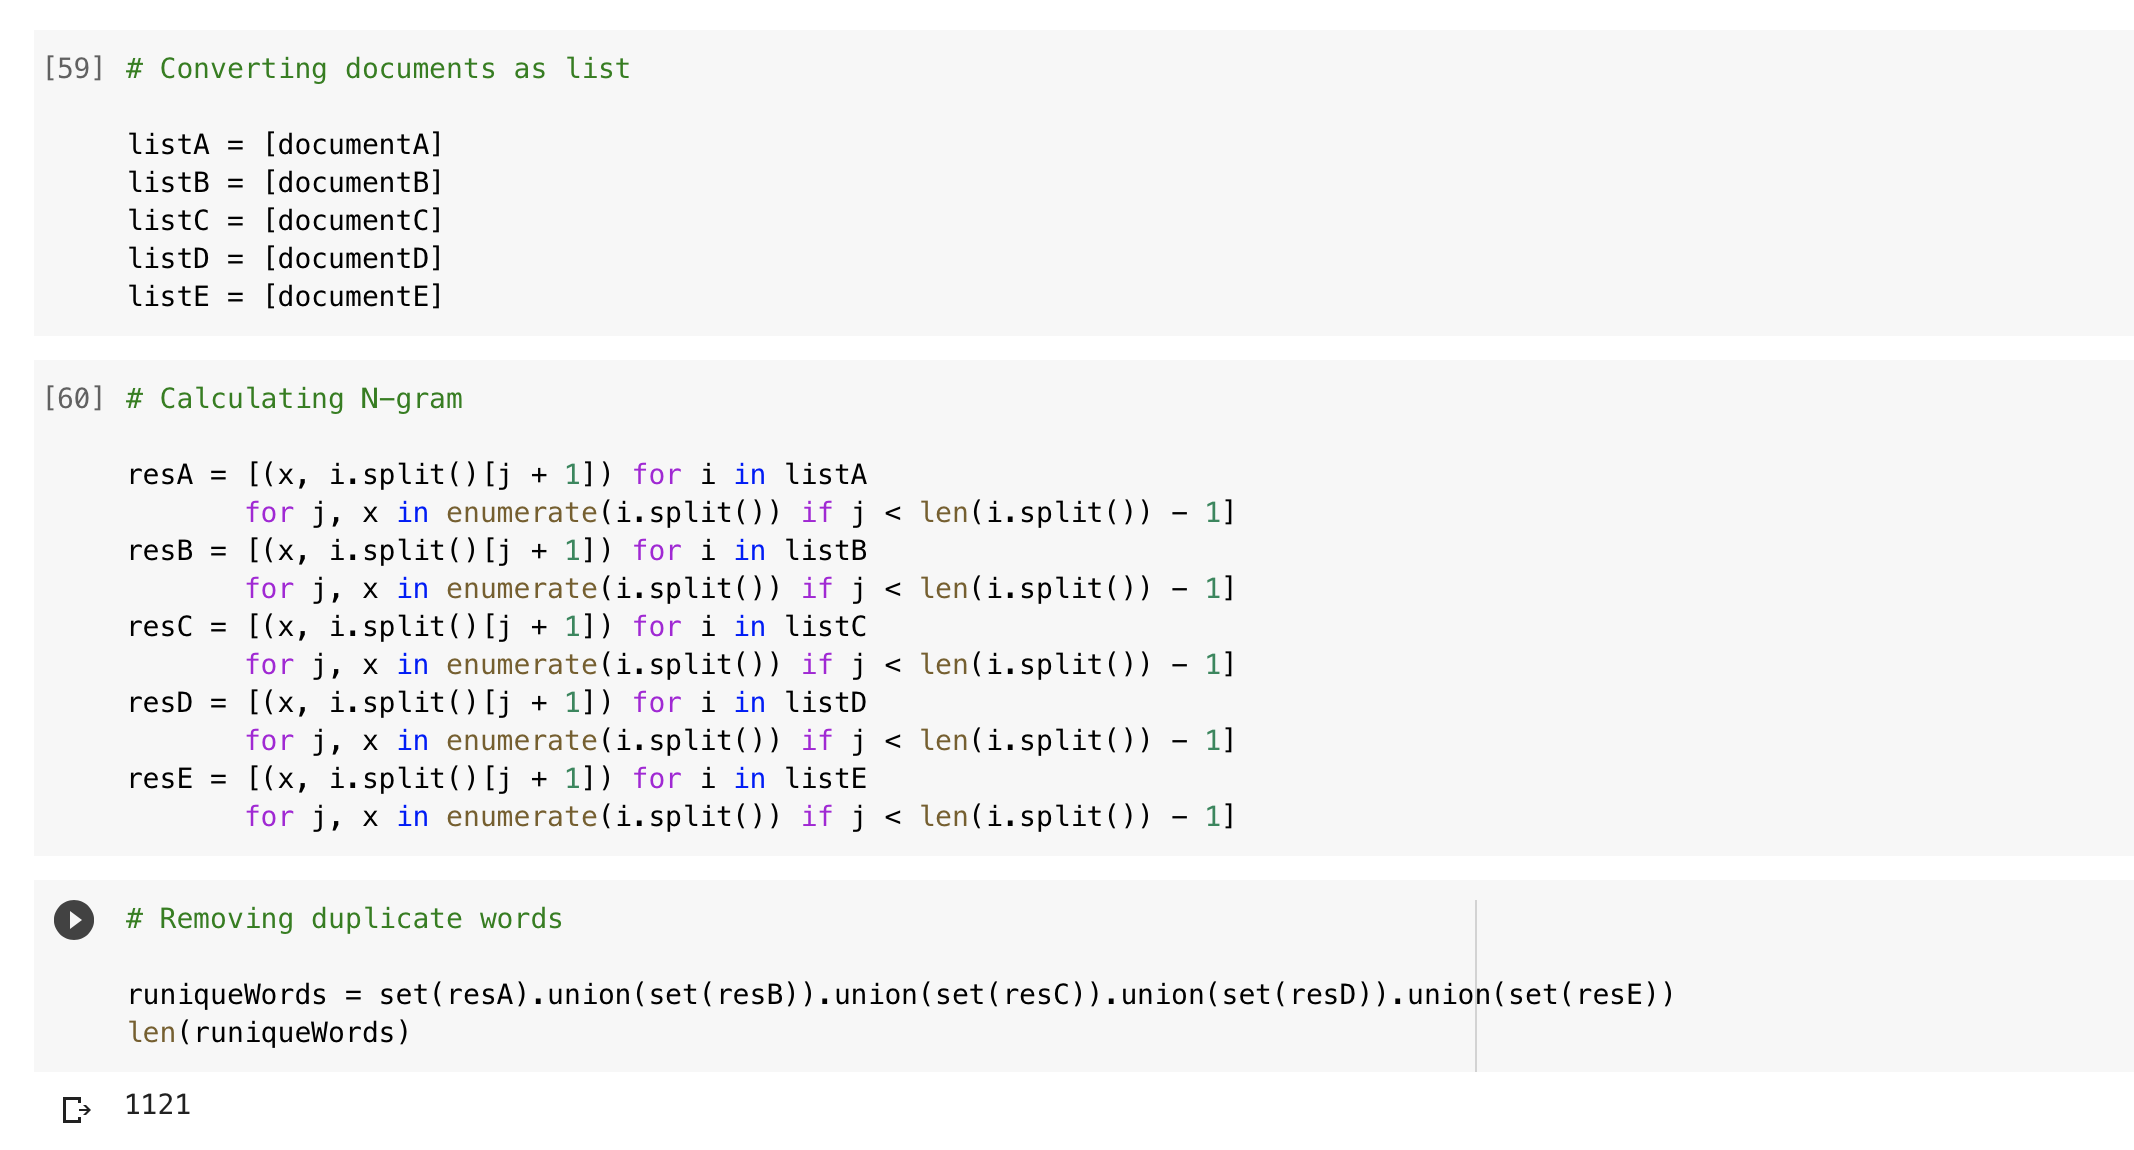 [59] # Converting documents as list
listA = [documentA]
listB = [documentB]
listC = [documentC]
listD = [documentD]
listE = [documentE]
[60] # Calculating N-gram
resA = [(x, i.split()[j + 1]) for i in listA
for j, x in enumerate(i.split()) if j < len(i.split()) - 1]
resB = [(x, i.split()[j + 1]) for i in listB
for j, x in enumerate(i.split()) if j < len(i.split()) - 1]
resC = [(x, i.split()[j + 1]) for i in listC
for j, x in enumerate(i.split()) if j < len(i.split()) - 1]
resD = [(x, i.split()[j + 1]) for i in listD
for j, x in enumerate(i.split()) if j < len(i.split()) - 1]
resE = [(x, i.split()[j + 1]) for i in listE
for j, x in enumerate(i.split()) if j < len(i.split()) - 1]
# Removing duplicate words
runiqueWords = set(resA).union(set(resB)).union(set(resC)).union(set(resD)).union(set(resE))
len(runiqueWords)
1121